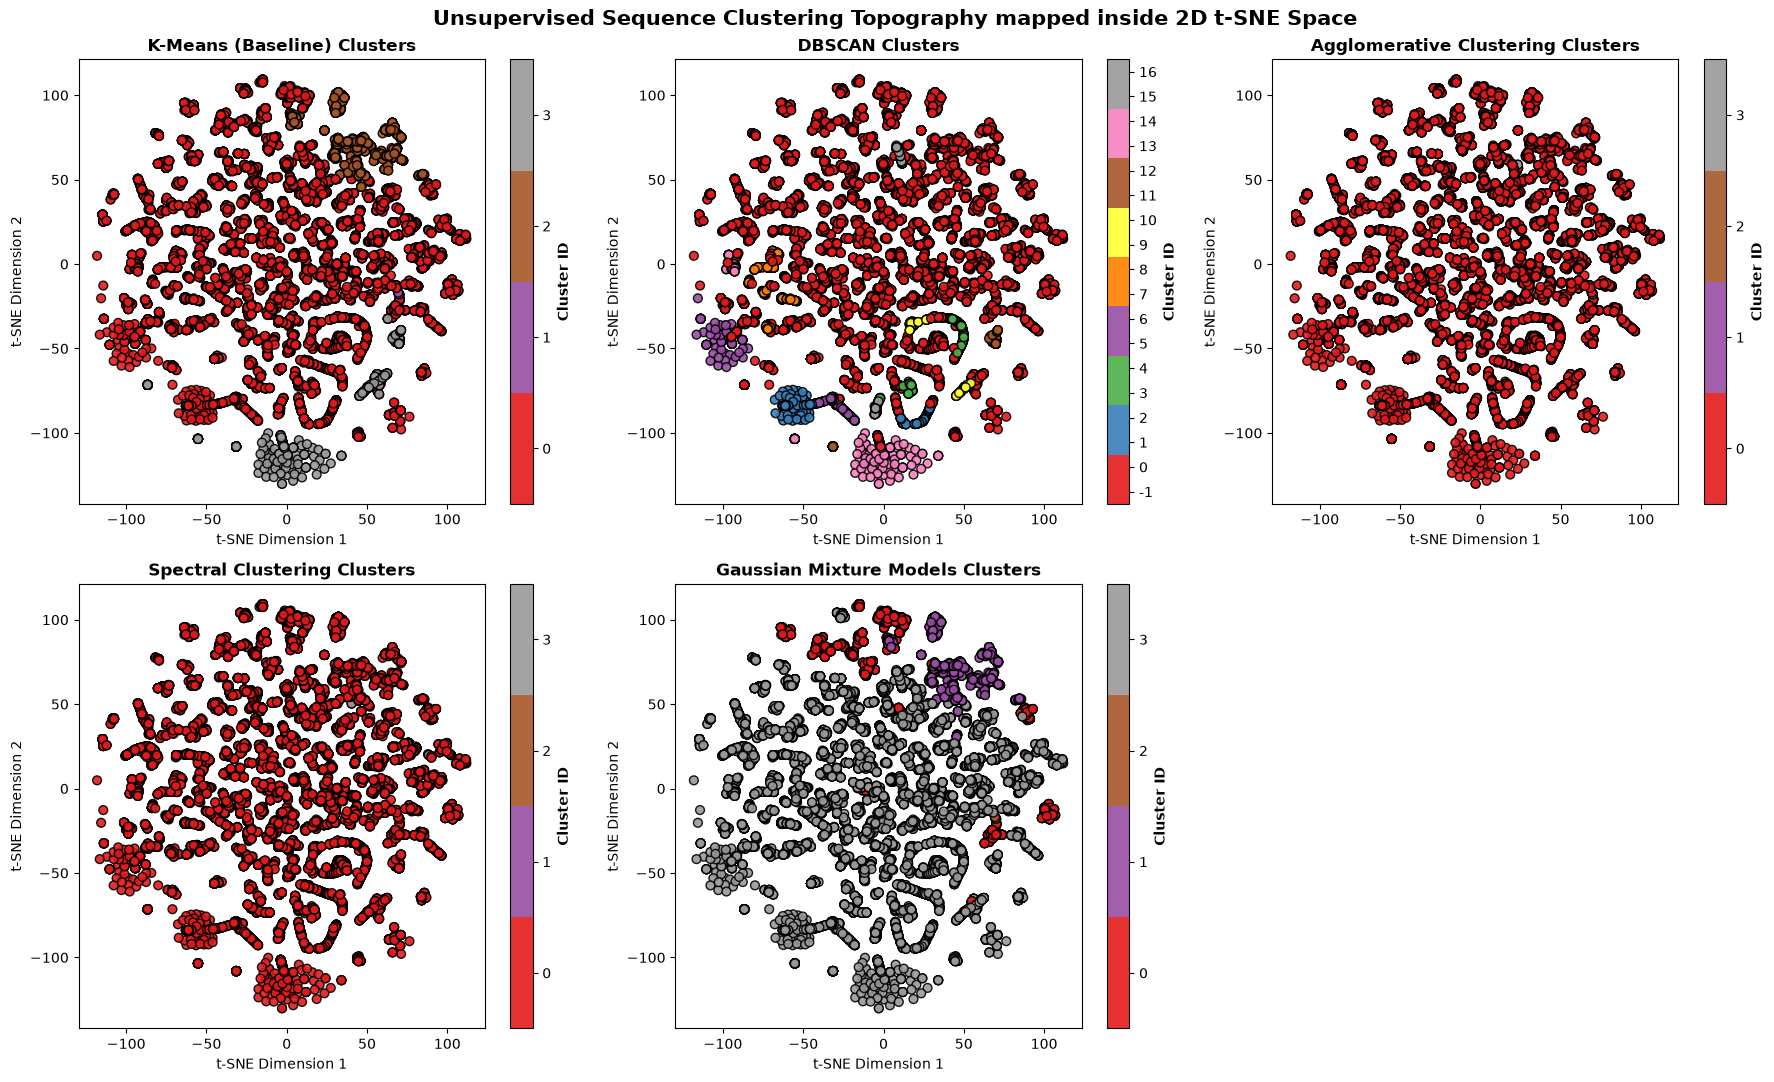 Unsupervised Sequence Clustering Topography mapped inside 2D t-SNE Space
K-Means (Baseline) Clusters
100
50
0
−50
−100
t-SNE Dimension 2
−100 −50 0 50 100
t-SNE Dimension 1
3
2
1
0
Cluster ID
DBSCAN Clusters
100
50
0
−50
−100
t-SNE Dimension 2
−100 −50 0 50 100
t-SNE Dimension 1
16
15
14
13
12
11
10
9
8
7
6
5
4
3
2
1
0
-1
Cluster ID
Agglomerative Clustering Clusters
100
50
0
−50
−100
t-SNE Dimension 2
−100 −50 0 50 100
t-SNE Dimension 1
3
2
1
0
Cluster ID
Spectral Clustering Clusters
100
50
0
−50
−100
t-SNE Dimension 2
−100 −50 0 50 100
t-SNE Dimension 1
3
2
1
0
Cluster ID
Gaussian Mixture Models Clusters
100
50
0
−50
−100
t-SNE Dimension 2
−100 −50 0 50 100
t-SNE Dimension 1
3
2
1
0
Cluster ID